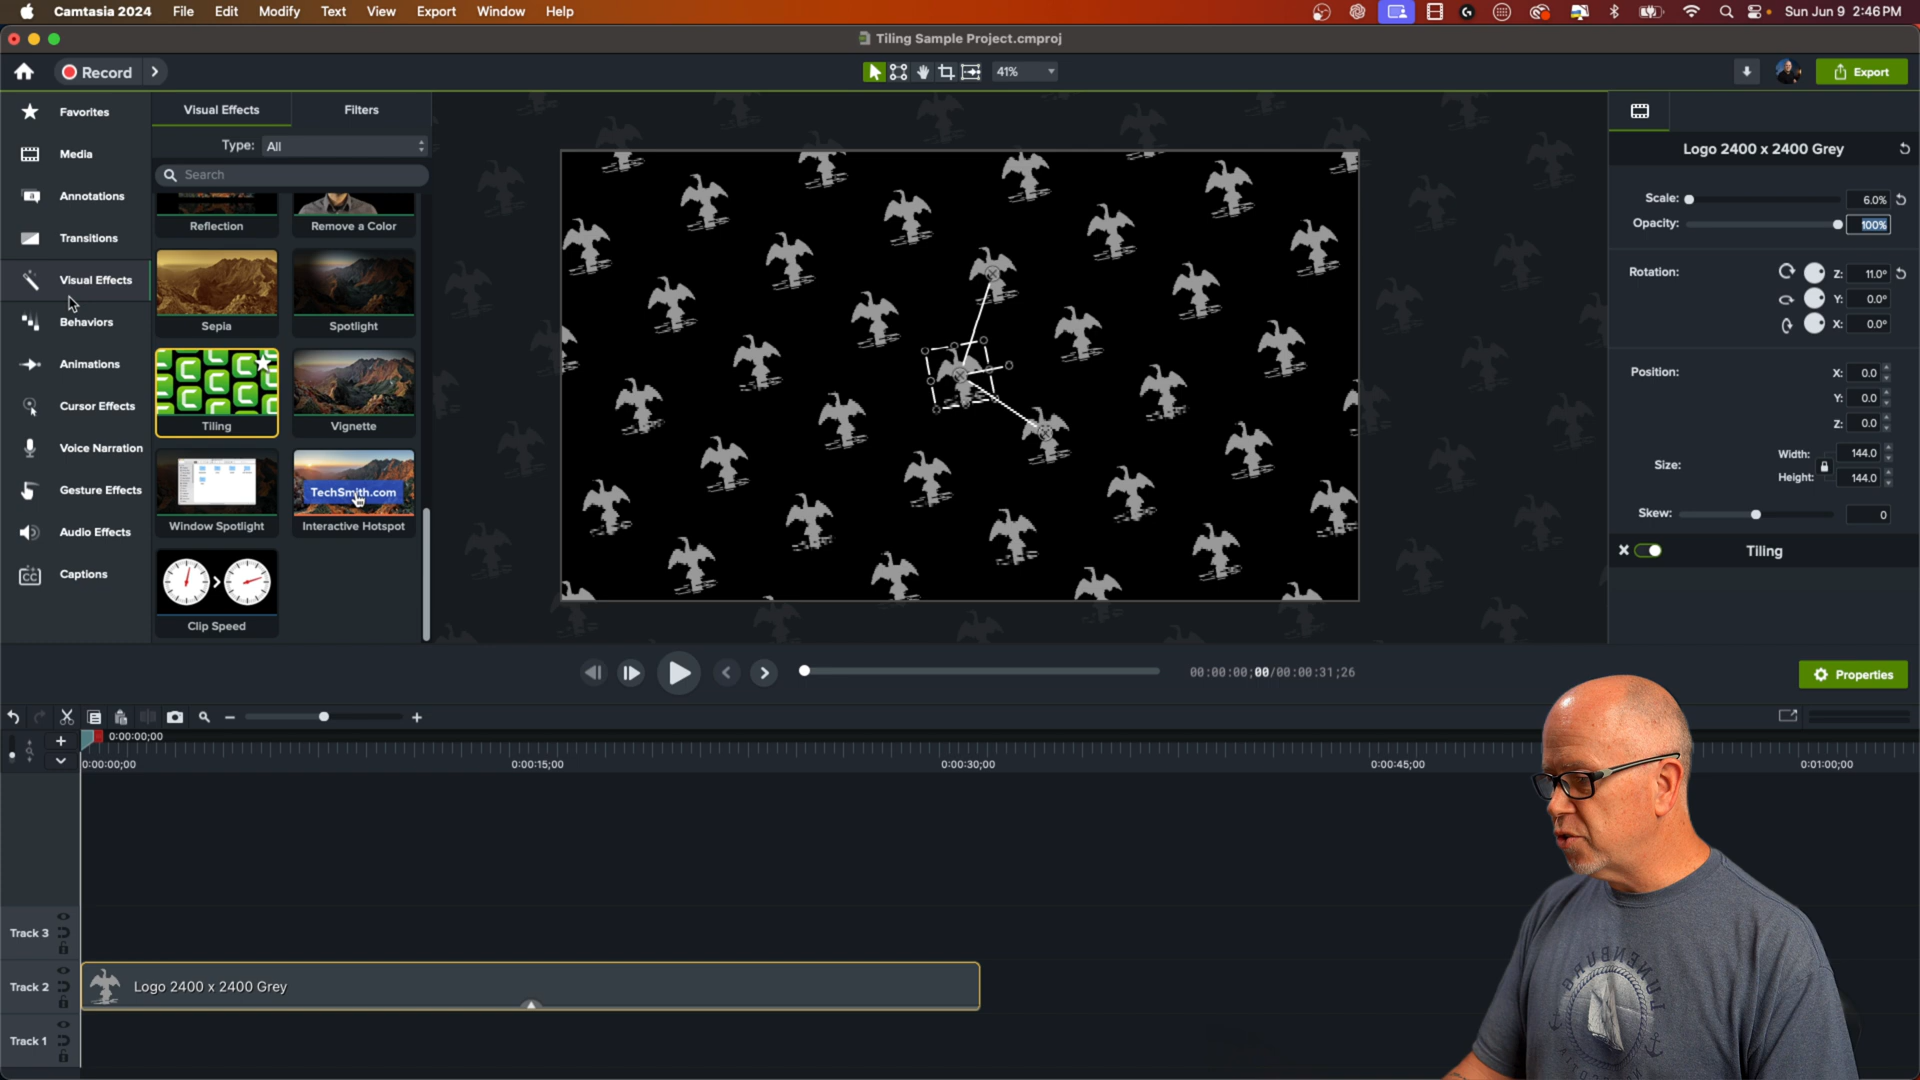 Camtasia 2024 File Edit Modify Text View Export Window Help
Sun Jun 9 2:46 PM
Tiling Sample Project.cmproj
Record
41%
Export
Favorites
Media
Annotations
Transitions
Visual Effects
Behaviors
Animations
Cursor Effects
Voice Narration
Gesture Effects
Audio Effects
CC Captions
Visual Effects Filters
Type: All
Search
Reflection Remove a Color
Sepia Spotlight
Tiling Vignette
TechSmith.com
Window Spotlight Interactive Hotspot
Clip Speed
Logo 2400 x 2400 Grey
Scale: 6.0%
Opacity: 100%
Rotation: Z: 11.0°
Y: 0.0°
X: 0.0°
Position: X: 0.0
Y: 0.0
Z: 0.0
Size: Width: 144.0
Height: 144.0
Skew: 0
Tiling
00:00:00;00/00:00:31;26
Properties
0:00:00;00
0:00:00;00 0:00:15;00 0:00:30;00 0:00:45;00 0:01:00;00
Track 3
Track 2
Logo 2400 x 2400 Grey
Track 1